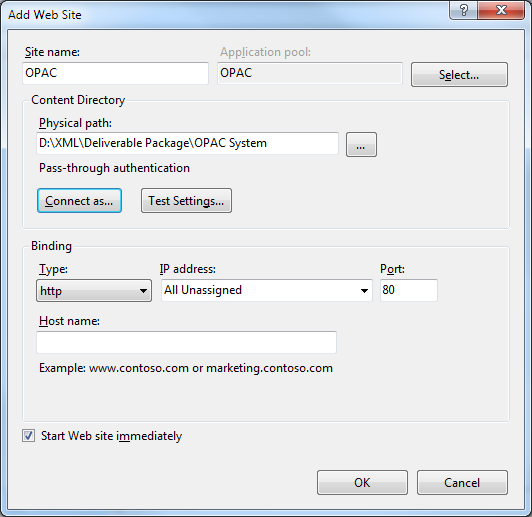 Add Web Site
Site name:
Application pool:
OPAC
OPAC
Select...
Content Directory
Physical path:
D:\XML\Deliverable Package\OPAC System
...
Pass-through authentication
Connect as...
Test Settings...
Binding
Type:
IP address:
Port:
http
All Unassigned
80
Host name:
Example: www.contoso.com or marketing.contoso.com
Start Web site immediately
OK
Cancel